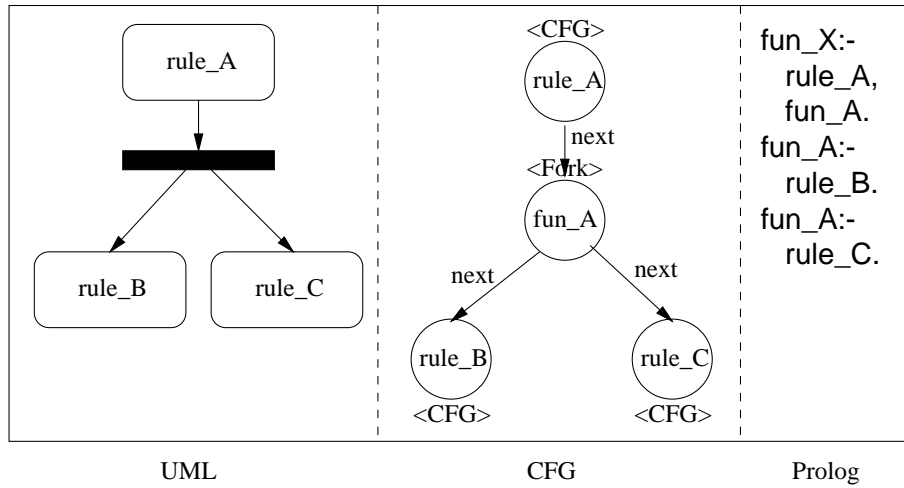 rule_A
rule_B
rule_C
UML
<CFG>
rule_A
next
<Fork>
fun_A
next
next
rule_B
rule_C
<CFG>
<CFG>
CFG
fun_X:-
rule_A,
fun_A.
fun_A:-
rule_B.
fun_A:-
rule_C.
Prolog